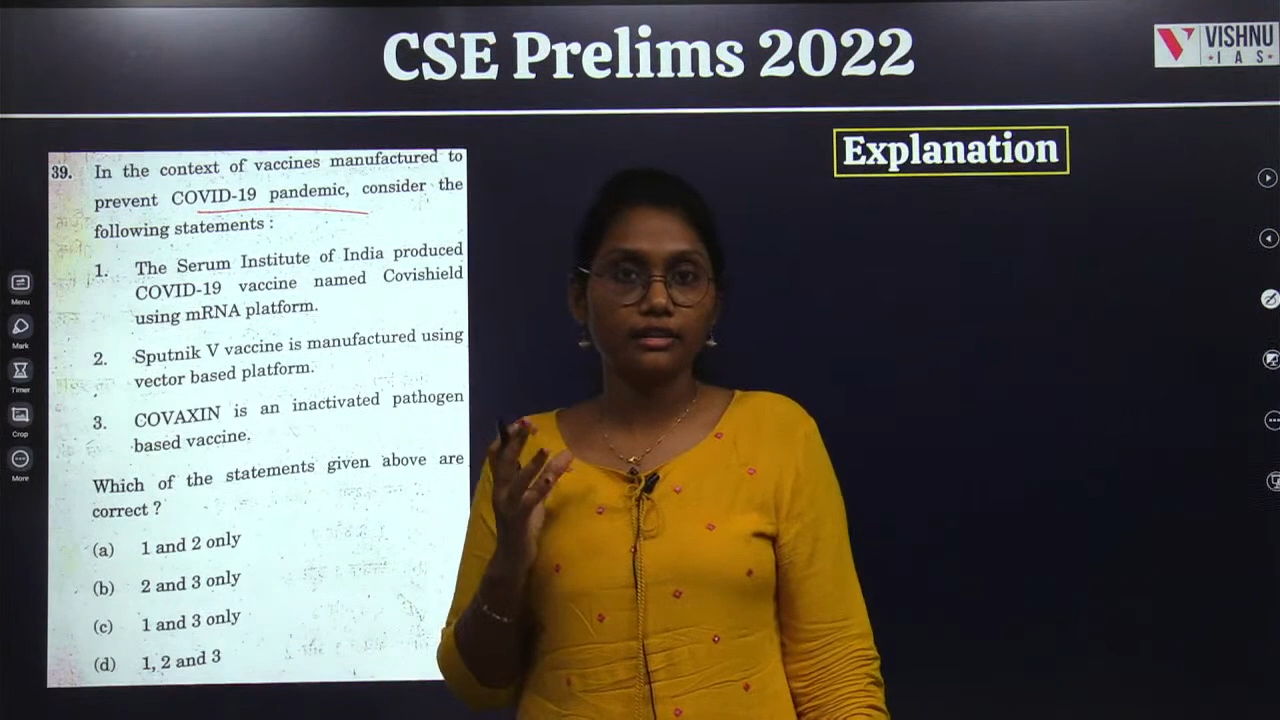 CSE Prelims 2022
VISHNU
IAS
Explanation
39. In the context of vaccines manufactured to
prevent COVID-19 pandemic, consider the
following statements :
1. The Serum Institute of India produced
COVID-19 vaccine named Covishield
using mRNA platform.
2. Sputnik V vaccine is manufactured using
vector based platform.
3. COVAXIN is an inactivated pathogen
based vaccine.
Which of the statements given above are
correct ?
(a) 1 and 2 only
(b) 2 and 3 only
(c) 1 and 3 only
(d) 1, 2 and 3
Menu
Mark
Timer
Crop
More